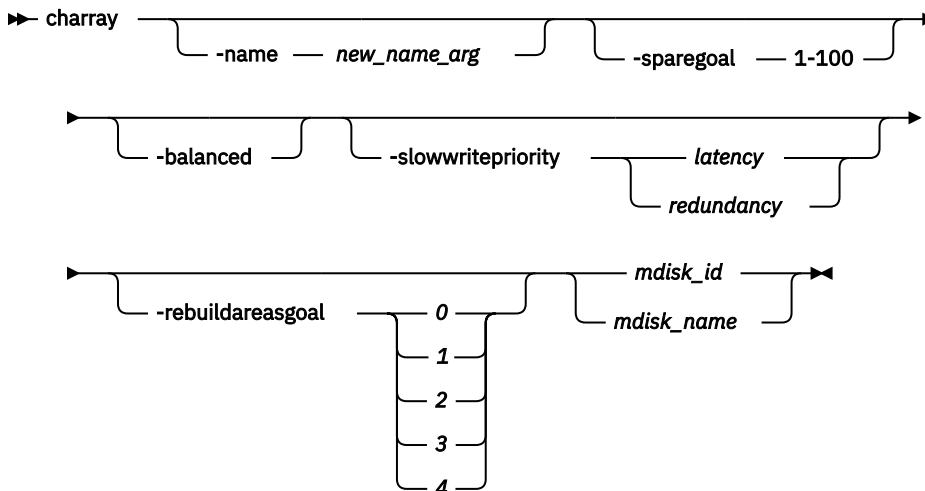 charray
-name new_name_arg -sparegoal 1-100
-balanced -slowwritepriority latency
redundancy
mdisk_id
-rebuildareasgoal 0 mdisk_name
1
2
3
4